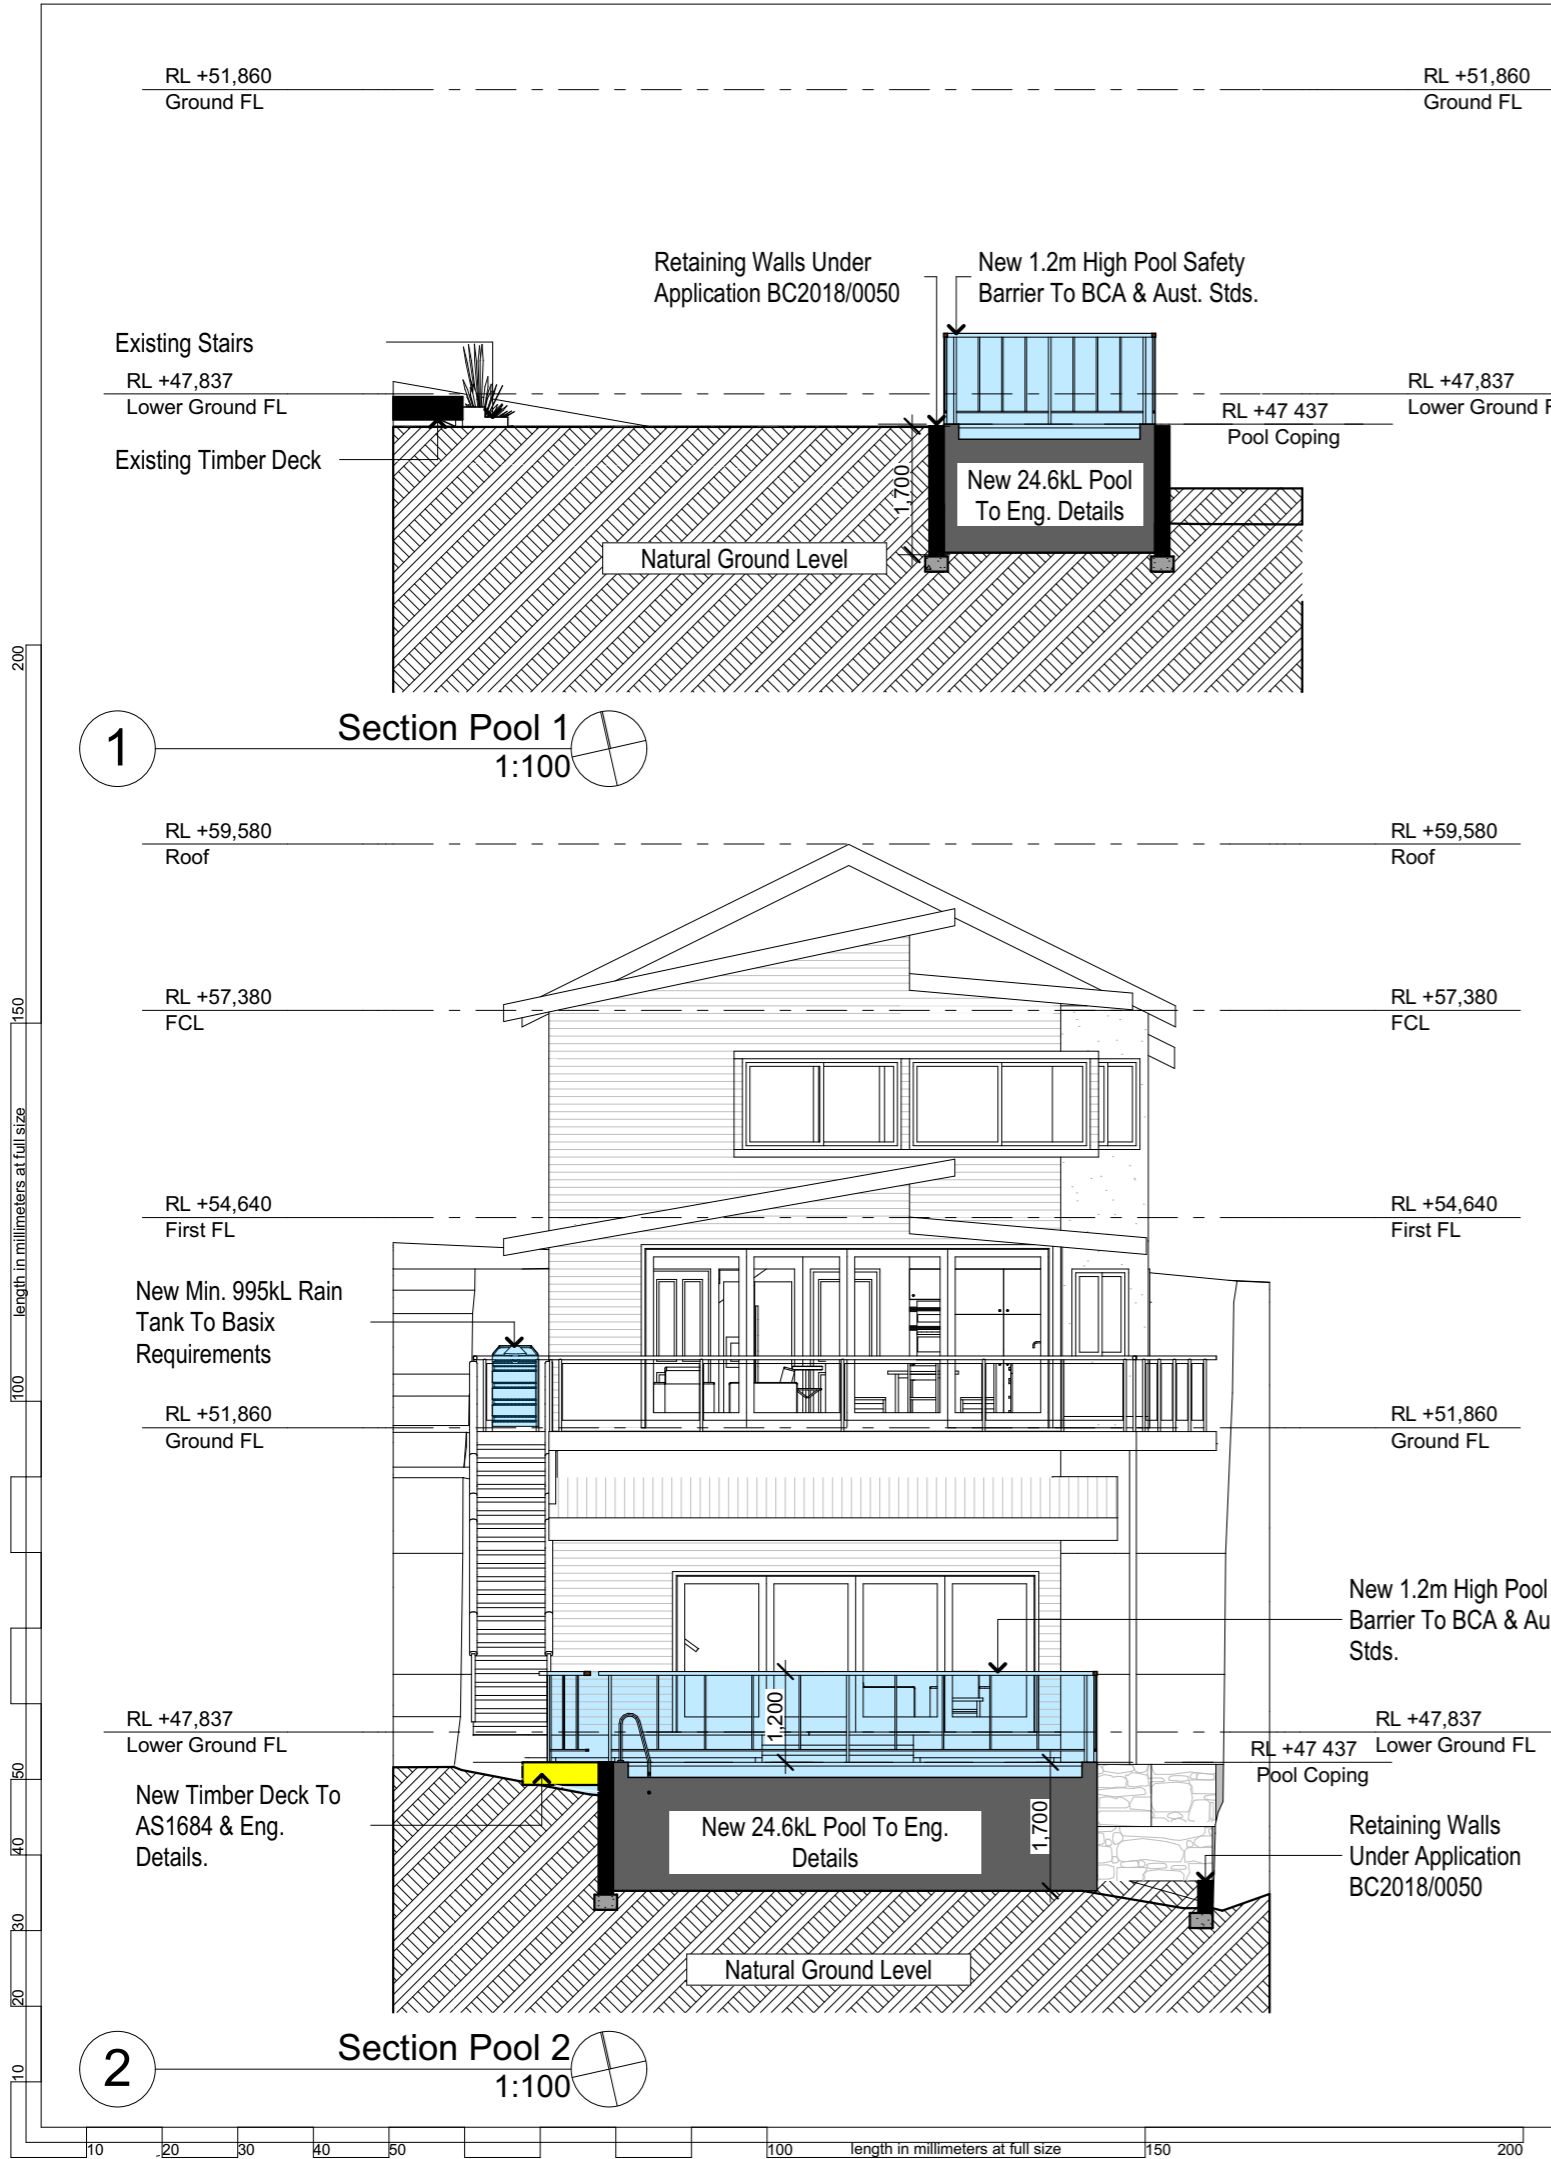 RL +51,860
Ground FL
RL +51,860
Ground FL
Retaining Walls Under
Application BC2018/0050
New 1.2m High Pool Safety
Barrier To BCA & Aust. Stds.
Existing Stairs
RL +47,837
Lower Ground FL
RL +47,837
Lower Ground F
RL +47 437
Pool Coping
Existing Timber Deck
1,700
New 24.6kL Pool
To Eng. Details
Natural Ground Level
1
Section Pool 1
1:100
RL +59,580
Roof
RL +59,580
Roof
RL +57,380
FCL
RL +57,380
FCL
RL +54,640
First FL
RL +54,640
First FL
New Min. 995kL Rain
Tank To Basix
Requirements
RL +51,860
Ground FL
RL +51,860
Ground FL
New 1.2m High Pool
Barrier To BCA & Au
Stds.
1,200
RL +47,837
Lower Ground FL
RL +47,837
Lower Ground FL
RL +47 437
Pool Coping
New Timber Deck To
AS1684 & Eng.
Details.
New 24.6kL Pool To Eng.
Details
1,700
Retaining Walls
Under Application
BC2018/0050
Natural Ground Level
2
Section Pool 2
1:100
200
150
length in millimeters at full size
100
50
40
30
20
10
10
20
30
40
50
100
length in millimeters at full size
150
200